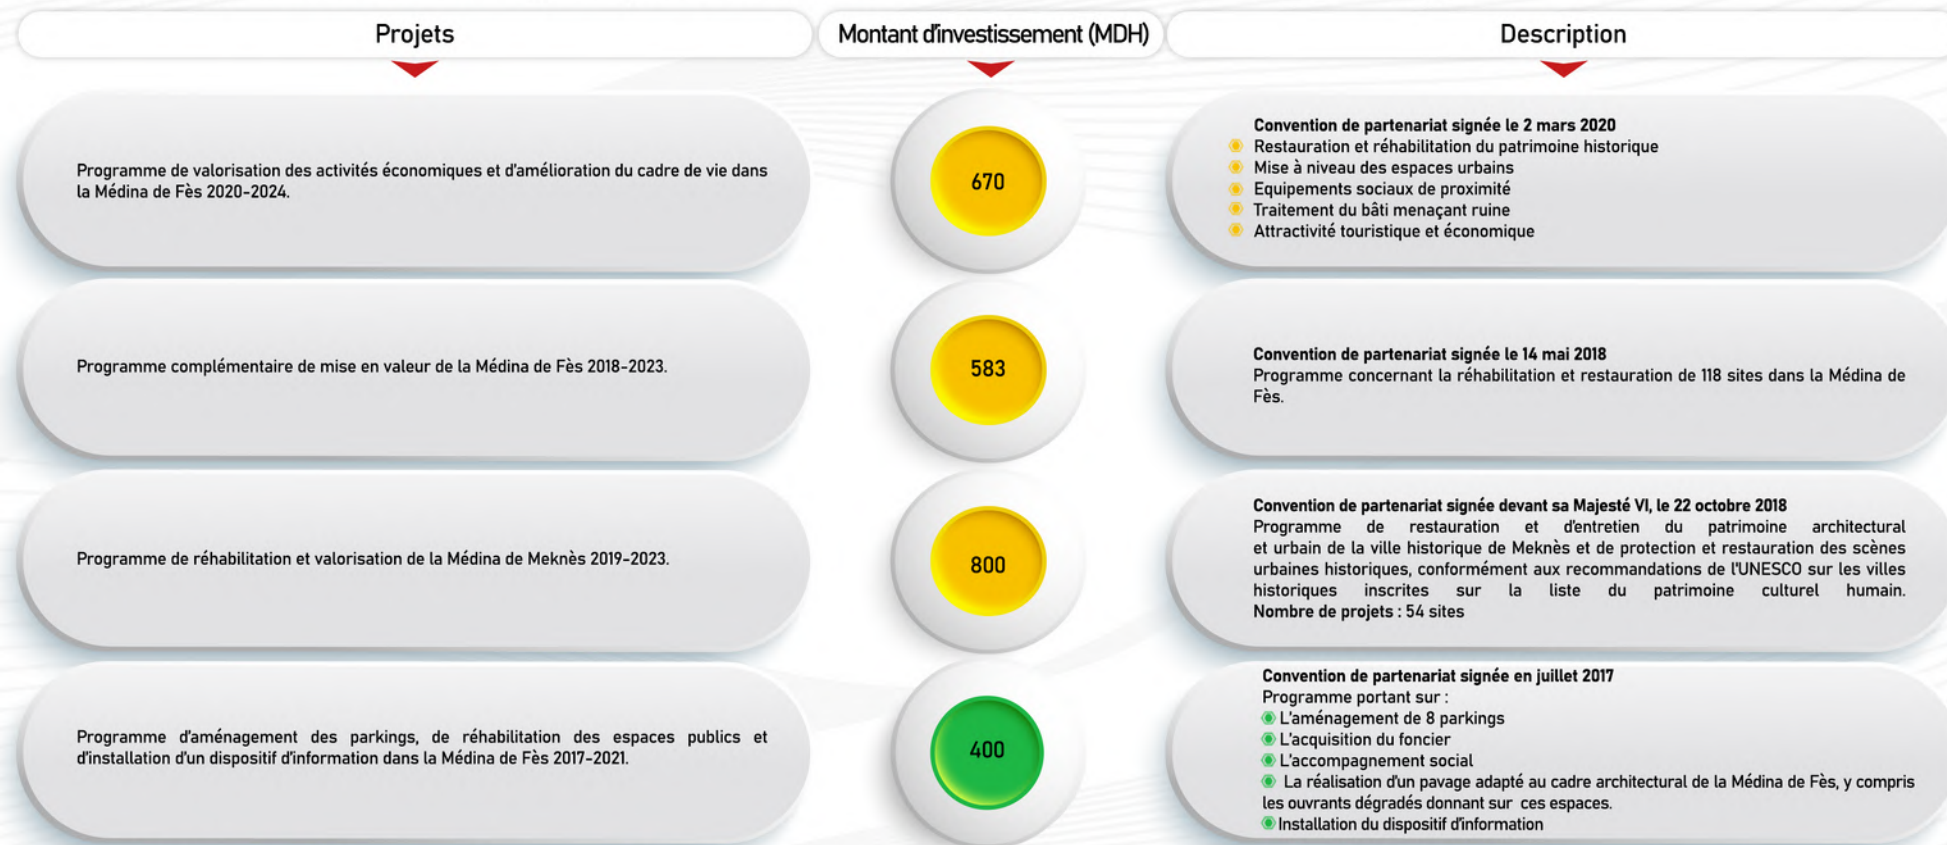 Projets
Montant d'investissement (MDH)
Description
Programme de valorisation des activités économiques et d'amélioration du cadre de vie dans
la Médina de Fès 2020-2024.
670
Convention de partenariat signée le 2 mars 2020
Restauration et réhabilitation du patrimoine historique
Mise à niveau des espaces urbains
Equipements sociaux de proximité
Traitement du bâti menaçant ruine
Attractivité touristique et économique
Programme complémentaire de mise en valeur de la Médina de Fès 2018-2023.
583
Convention de partenariat signée le 14 mai 2018
Programme concernant la réhabilitation et restauration de 118 sites dans la Médina de
Fès.
Programme de réhabilitation et valorisation de la Médina de Meknès 2019-2023.
800
Convention de partenariat signée devant sa Majesté VI, le 22 octobre 2018
Programme de restauration et d'entretien du patrimoine architectural
et urbain de la ville historique de Meknès et de protection et restauration des scènes
urbaines historiques, conformément aux recommandations de l'UNESCO sur les villes
historiques inscrites sur la liste du patrimoine culturel humain.
Nombre de projets : 54 sites
Programme d'aménagement des parkings, de réhabilitation des espaces publics et
d'installation d'un dispositif d'information dans la Médina de Fès 2017-2021.
400
Convention de partenariat signée en juillet 2017
Programme portant sur :
L'aménagement de 8 parkings
L'acquisition du foncier
L'accompagnement social
La réalisation d'un pavage adapté au cadre architectural de la Médina de Fès, y compris
les ouvrants dégradés donnant sur ces espaces.
Installation du dispositif d'information